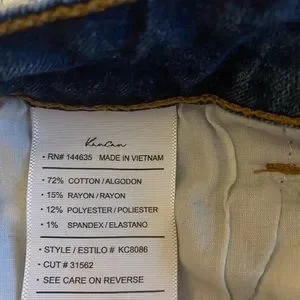 KanCan
• RN# 144635 MADE IN VIETNAM
• 72% COTTON / ALGODON
• 15% RAYON / RAYON
• 12% POLYESTER / POLIESTER
• 1% SPANDEX / ELASTANO
• STYLE / ESTILO # KC8086
• CUT # 31562
• SEE CARE ON REVERSE